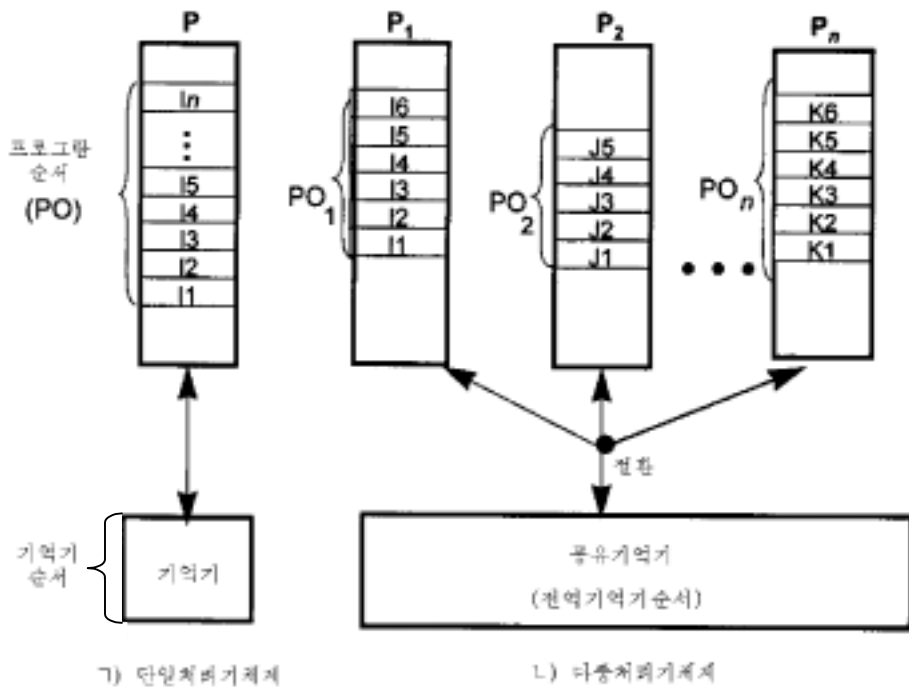 P
P1
P2
Pn
프로그람
순서
(PO)
In
I5
I4
I3
I2
I1
PO1
I6
I5
I4
I3
I2
I1
PO2
J5
J4
J3
J2
J1
POn
K6
K5
K4
K3
K2
K1
전환
기억기
순서
기억기
공유기억기
(전역기억기순서)
ㄱ) 단일처리기체계
ㄴ) 다중처리기체계